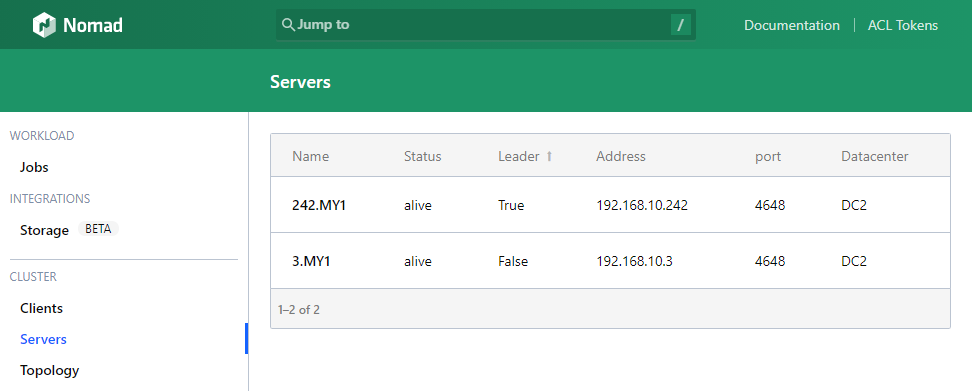 Nomad
Jump to /
Documentation ACL Tokens
Servers
WORKLOAD
Jobs
INTEGRATIONS
Storage BETA
CLUSTER
Clients
Servers
Topology
Name Status Leader ↑ Address port Datacenter
242.MY1 alive True 192.168.10.242 4648 DC2
3.MY1 alive False 192.168.10.3 4648 DC2
1–2 of 2